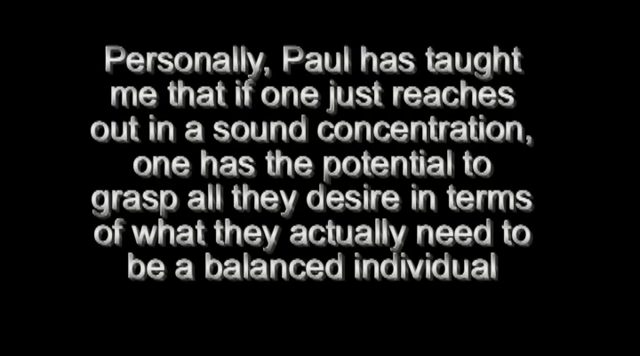 Personally, Paul has taught
me that if one just reaches
out in a sound concentration,
one has the potential to
grasp all they desire in terms
of what they actually need to
be a balanced individual